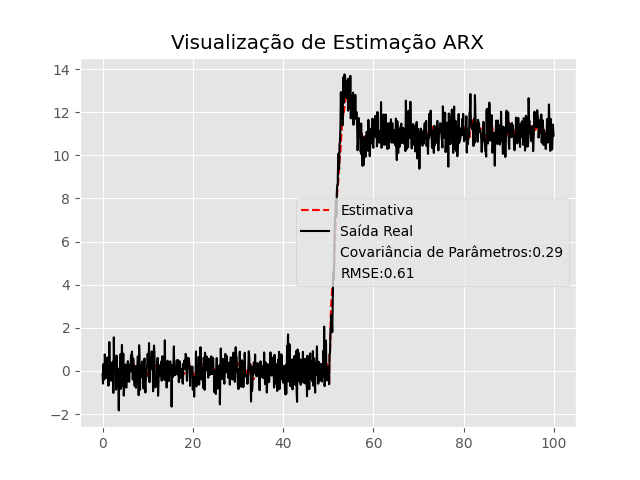 Visualização de Estimação ARX
14
12
10
8
6
4
2
0
−2
Estimativa
Saída Real
Covariância de Parâmetros:0.29
RMSE:0.61
0 20 40 60 80 100